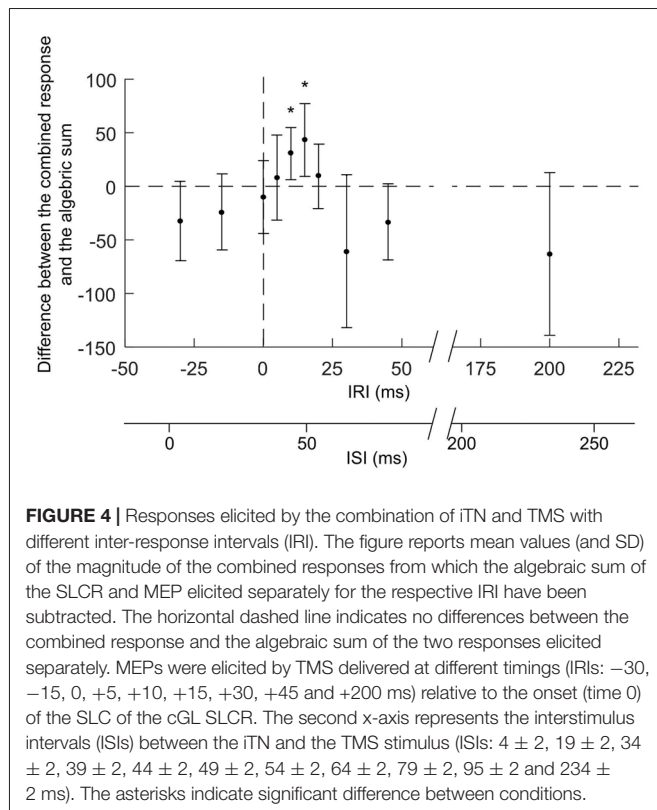 Difference between the combined response
and the algebric sum
100
50
0
-50
-100
-150
*
*
-50 -25 0 25 50 175 200 225
IRI (ms)
0 50 200 250
ISI (ms)
FIGURE 4 | Responses elicited by the combination of iTN and TMS with
different inter-response intervals (IRI). The figure reports mean values (and SD)
of the magnitude of the combined responses from which the algebraic sum of
the SLCR and MEP elicited separately for the respective IRI have been
subtracted. The horizontal dashed line indicates no differences between the
combined response and the algebraic sum of the two responses elicited
separately. MEPs were elicited by TMS delivered at different timings (IRIs: −30,
−15, 0, +5, +10, +15, +30, +45 and +200 ms) relative to the onset (time 0)
of the SLC of the cGL SLCR. The second x-axis represents the interstimulus
intervals (ISIs) between the iTN and the TMS stimulus (ISIs: 4 ± 2, 19 ± 2, 34
± 2, 39 ± 2, 44 ± 2, 49 ± 2, 54 ± 2, 64 ± 2, 79 ± 2, 95 ± 2 and 234 ±
2 ms). The asterisks indicate significant difference between conditions.